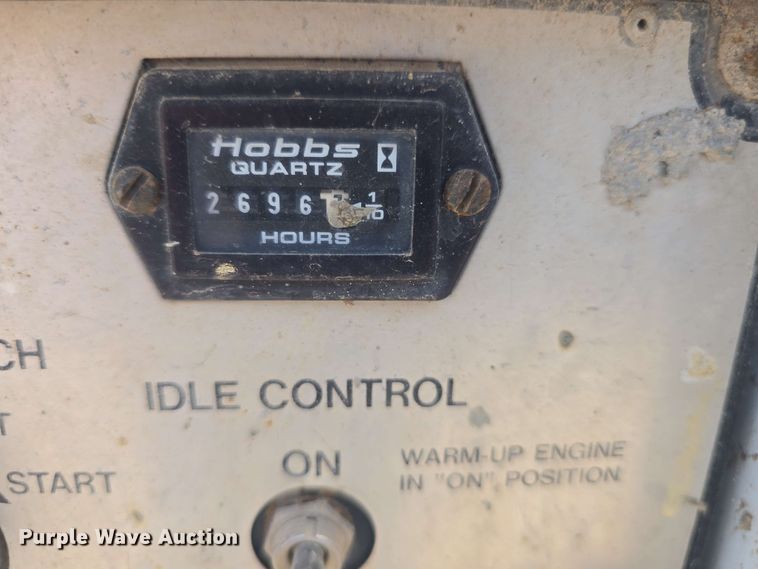 Hobbs
QUARTZ
2 6 9 6 1/10
HOURS
CH
T
START
IDLE CONTROL
ON
WARM-UP ENGINE
IN "ON" POSITION
Purple Wave Auction